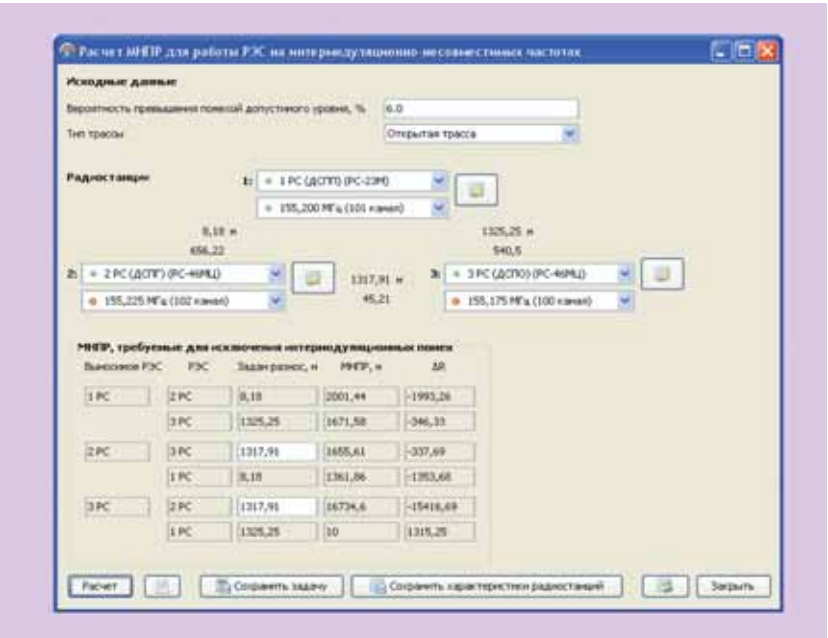 Расчет МНПР для работы РЭС на интермодуляционно-несовместимых частотах
Исходные данные
Вероятность превышения помехой допустимого уровня, % 6.0
Тип трассы Открытая трасса
Радиостанции 1: 1 РС (ДСПП) (РС-23М)
155,200 МГц (101 канал)
8,18 м 1325,25 м
656,22 540,5
2: 2 РС (ДСПГ) (РС-46МЦ) 1317,91 м 3: 3 РС (ДСПО) (РС-46МЦ)
155,225 МГц (102 канал) 45,21 155,175 МГц (100 канал)
МНПР, требуемые для исключения интермодуляционных помех
Выносимое РЭС РЭС Задан разнос, м МНПР, м ΔR
1 РС 2 РС 8,18 2001,44 -1993,26
3 РС 1325,25 1671,58 -346,33
2 РС 3 РС 1317,91 1655,61 -337,69
1 РС 8,18 1361,86 -1353,68
3 РС 2 РС 1317,91 16734,6 -15416,69
1 РС 1325,25 10 1315,25
Расчет Сохранить задачу Сохранить характеристики радиостанций Закрыть